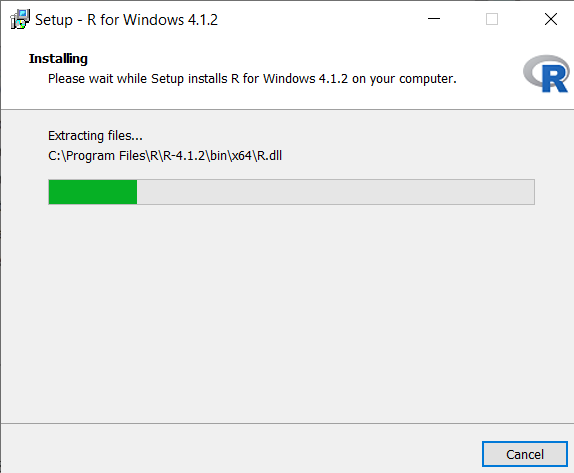 Setup - R for Windows 4.1.2
Installing
Please wait while Setup installs R for Windows 4.1.2 on your computer.
R
Extracting files...
C:\Program Files\R\R-4.1.2\bin\x64\R.dll
Cancel